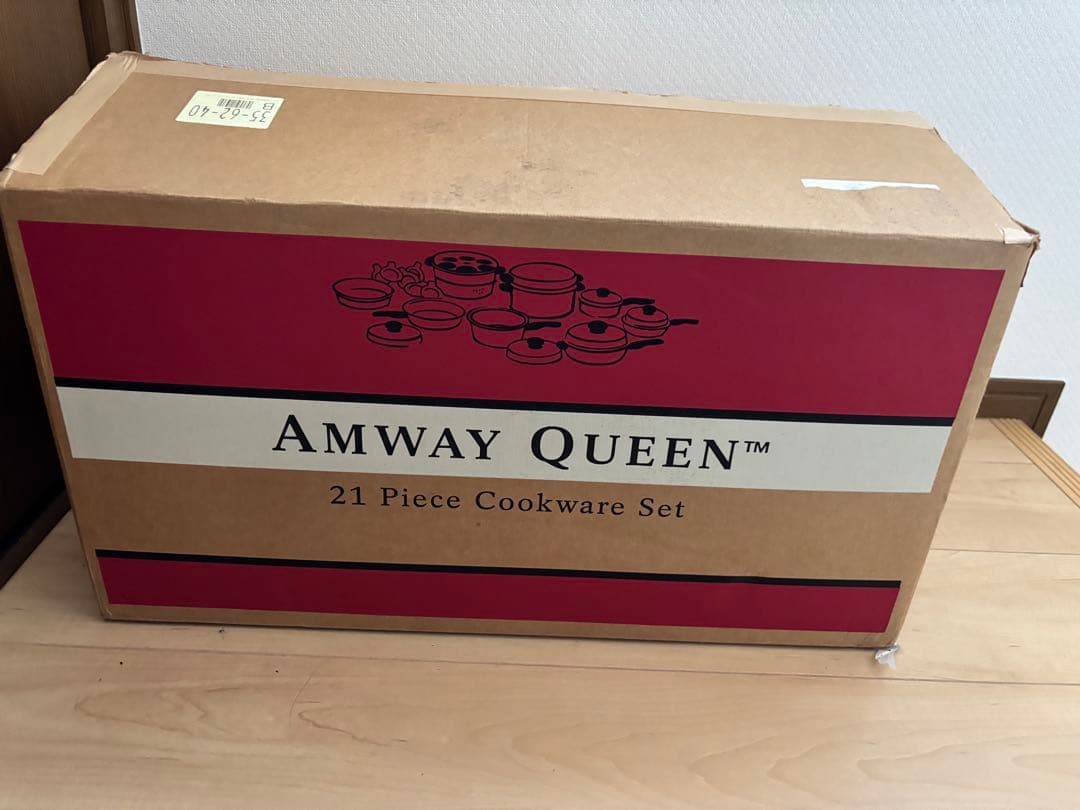 35-62-40
B
AMWAY QUEEN™
21 Piece Cookware Set